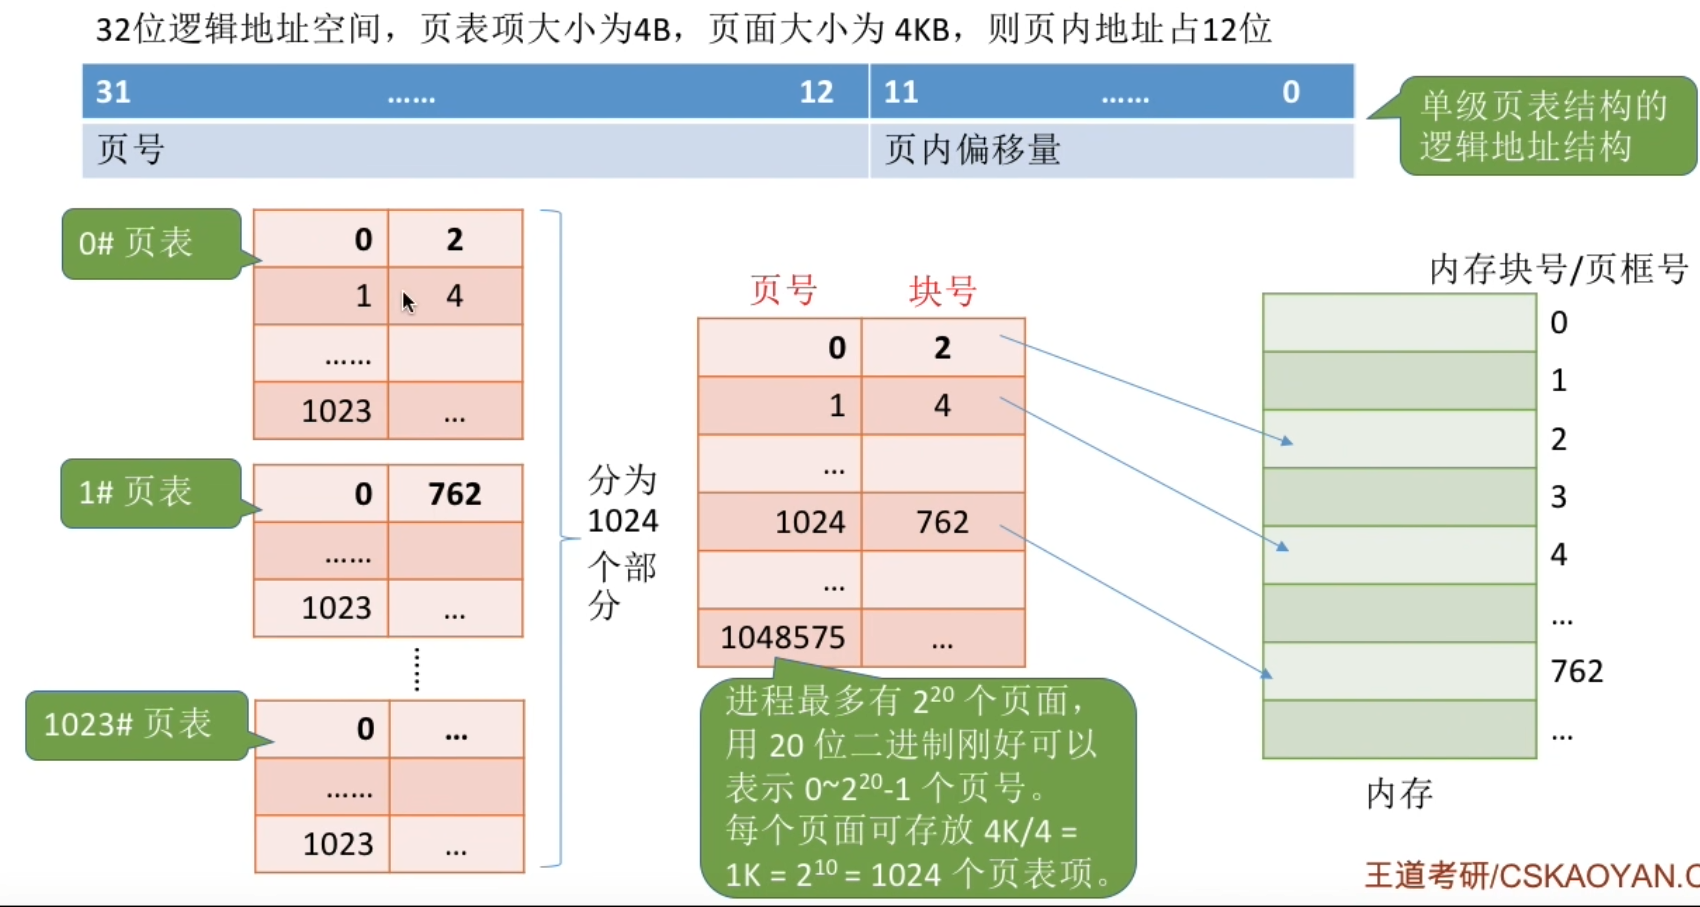 32位逻辑地址空间，页表项大小为4B，页面大小为 4KB，则页内地址占12位
31 …… 12 11 …… 0
页号 页内偏移量
单级页表结构的
逻辑地址结构
0# 页表
0 2
1 4
……
1023 ...
1# 页表
0 762
……
1023 ...
1023# 页表
0 ...
……
1023 ...
分为
1024
个部
分
页号 块号
0 2
1 4
...
1024 762
...
1048575 ...
进程最多有 2²⁰ 个页面，
用 20 位二进制刚好可以
表示 0~2²⁰-1 个页号。
每个页面可存放 4K/4 =
1K = 2¹⁰ = 1024 个页表项。
内存块号/页框号
0
1
2
3
4
...
762
...
内存
王道考研/CSKAOYAN.C